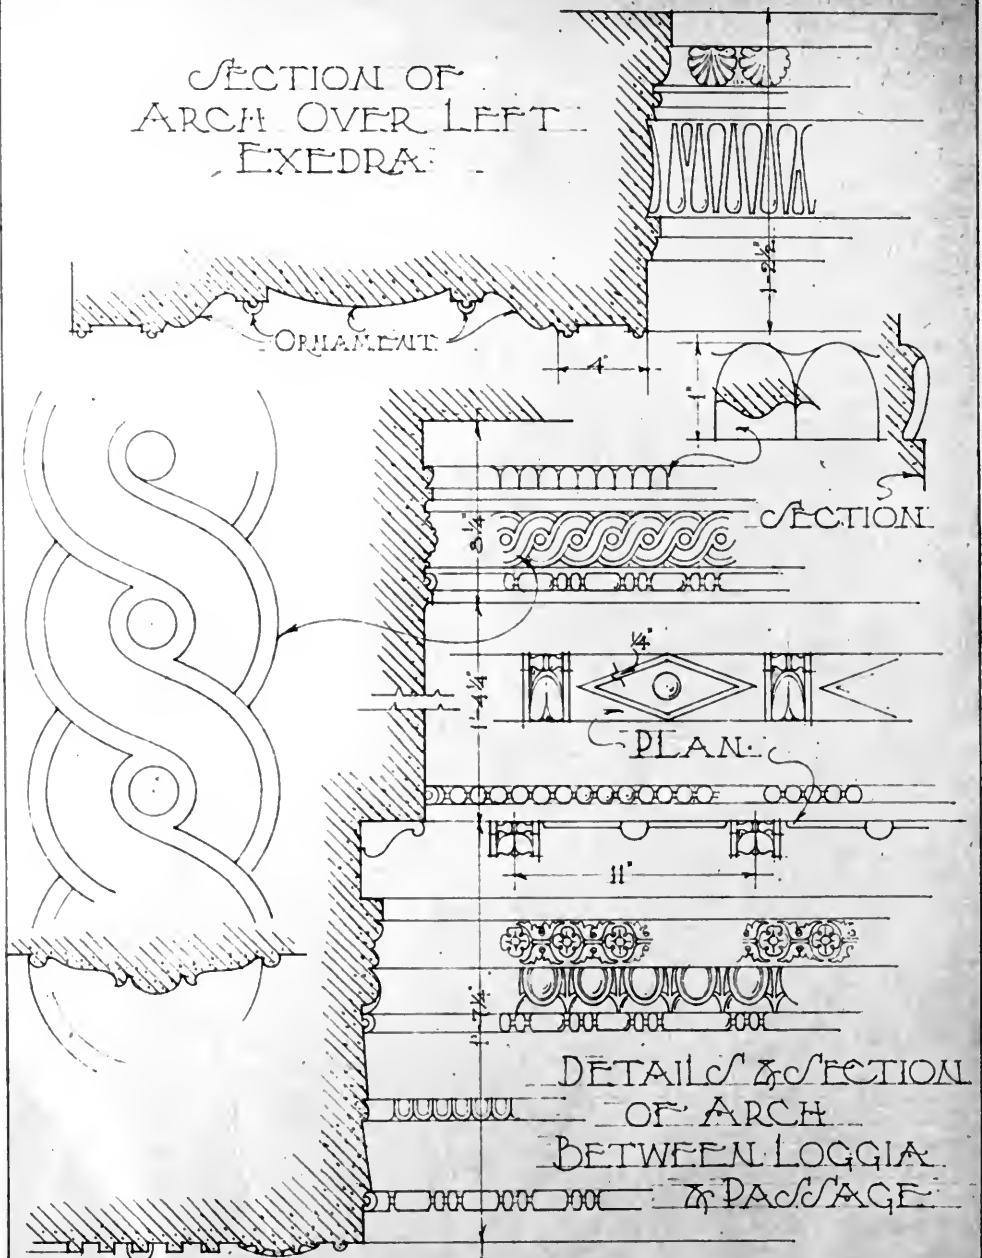 SECTION OF
ARCH OVER LEFT
EXEDRA
1-2½"
ORNAMENT
4"
1"
SECTION
8¼"
¼"
1'-4¼"
PLAN
11"
1'-7¼"
DETAILS & SECTION
OF ARCH
BETWEEN LOGGIA
& PASSAGE